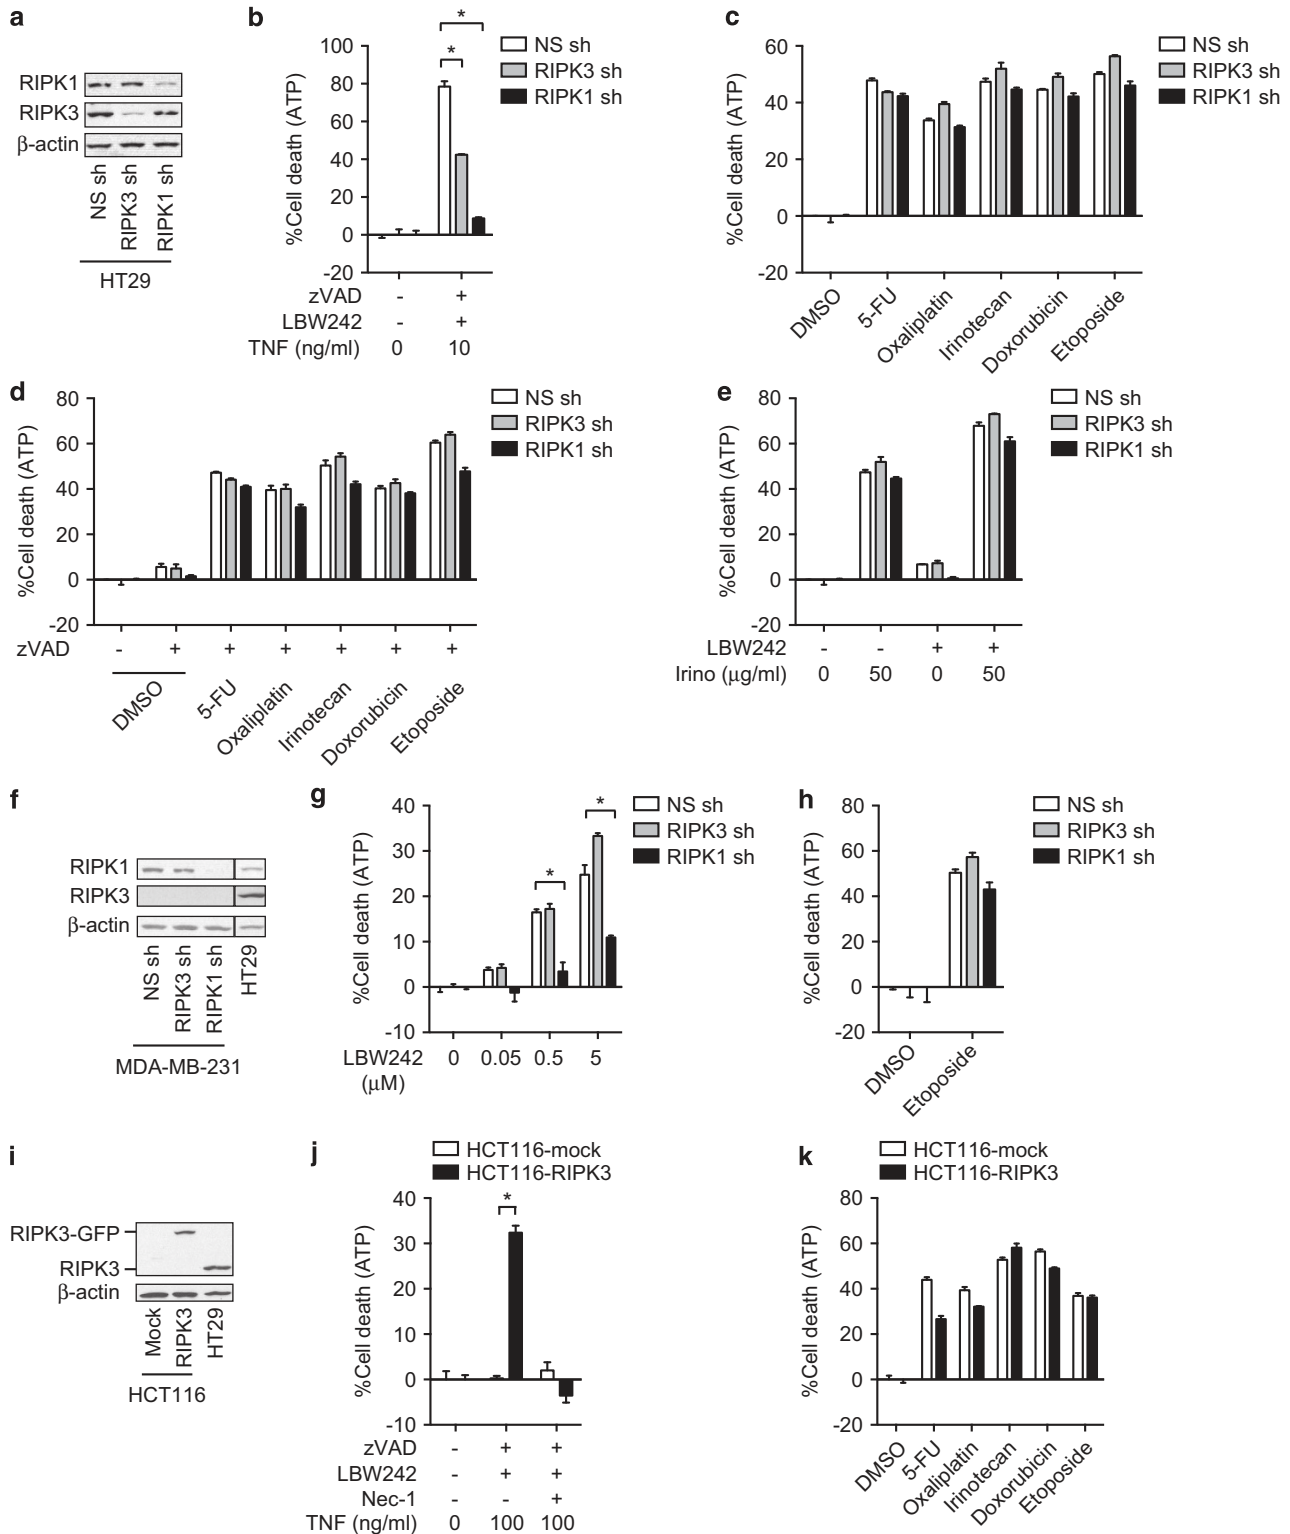 a
RIPK1
RIPK3
β-actin
NS sh
RIPK3 sh
RIPK1 sh
HT29
b
%Cell death (ATP)
100
80
60
40
20
0
-20
*
*
NS sh
RIPK3 sh
RIPK1 sh
zVAD - +
LBW242 - +
TNF (ng/ml) 0 10
c
%Cell death (ATP)
60
40
20
0
-20
NS sh
RIPK3 sh
RIPK1 sh
DMSO
5-FU
Oxaliplatin
Irinotecan
Doxorubicin
Etoposide
d
%Cell death (ATP)
80
60
40
20
0
-20
NS sh
RIPK3 sh
RIPK1 sh
zVAD - + + + + + +
DMSO
5-FU
Oxaliplatin
Irinotecan
Doxorubicin
Etoposide
e
%Cell death (ATP)
80
60
40
20
0
-20
NS sh
RIPK3 sh
RIPK1 sh
LBW242 - - + +
Irino (μg/ml) 0 50 0 50
f
RIPK1
RIPK3
β-actin
NS sh
RIPK3 sh
RIPK1 sh
HT29
MDA-MB-231
g
%Cell death (ATP)
40
30
20
10
0
-10
*
*
NS sh
RIPK3 sh
RIPK1 sh
LBW242 0 0.05 0.5 5
(μM)
h
%Cell death (ATP)
80
60
40
20
0
-20
NS sh
RIPK3 sh
RIPK1 sh
DMSO
Etoposide
i
RIPK3-GFP
RIPK3
β-actin
Mock
RIPK3
HT29
HCT116
j
HCT116-mock
HCT116-RIPK3
%Cell death (ATP)
40
30
20
10
0
-10
*
zVAD - + +
LBW242 - + +
Nec-1 - - +
TNF (ng/ml) 0 100 100
k
HCT116-mock
HCT116-RIPK3
%Cell death (ATP)
80
60
40
20
0
-20
DMSO
5-FU
Oxaliplatin
Irinotecan
Doxorubicin
Etoposide